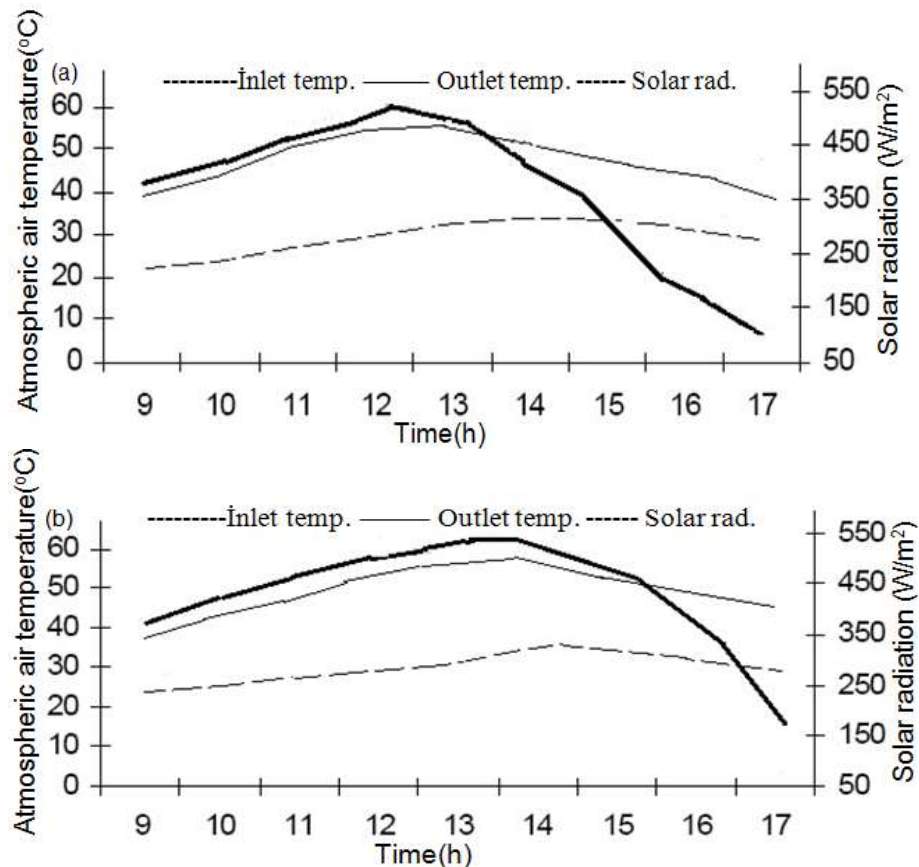 (a)
İnlet temp. Outlet temp. Solar rad.
Atmospheric air temperature(⁰C)
60
50
40
30
20
10
0
550
450
350
250
150
50
Solar radiation (W/m²)
9 10 11 12 13 14 15 16 17
Time(h)
(b)
İnlet temp. Outlet temp. Solar rad.
Atmospheric air temperature(⁰C)
60
50
40
30
20
10
0
550
450
350
250
150
50
Solar radiation (W/m²)
9 10 11 12 13 14 15 16 17
Time(h)